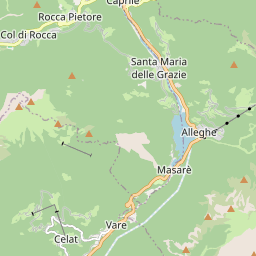 Caprile
Rocca Pietore
Col di Rocca
Santa Maria
delle Grazie
Alleghe
Masarè
Vare
Celat